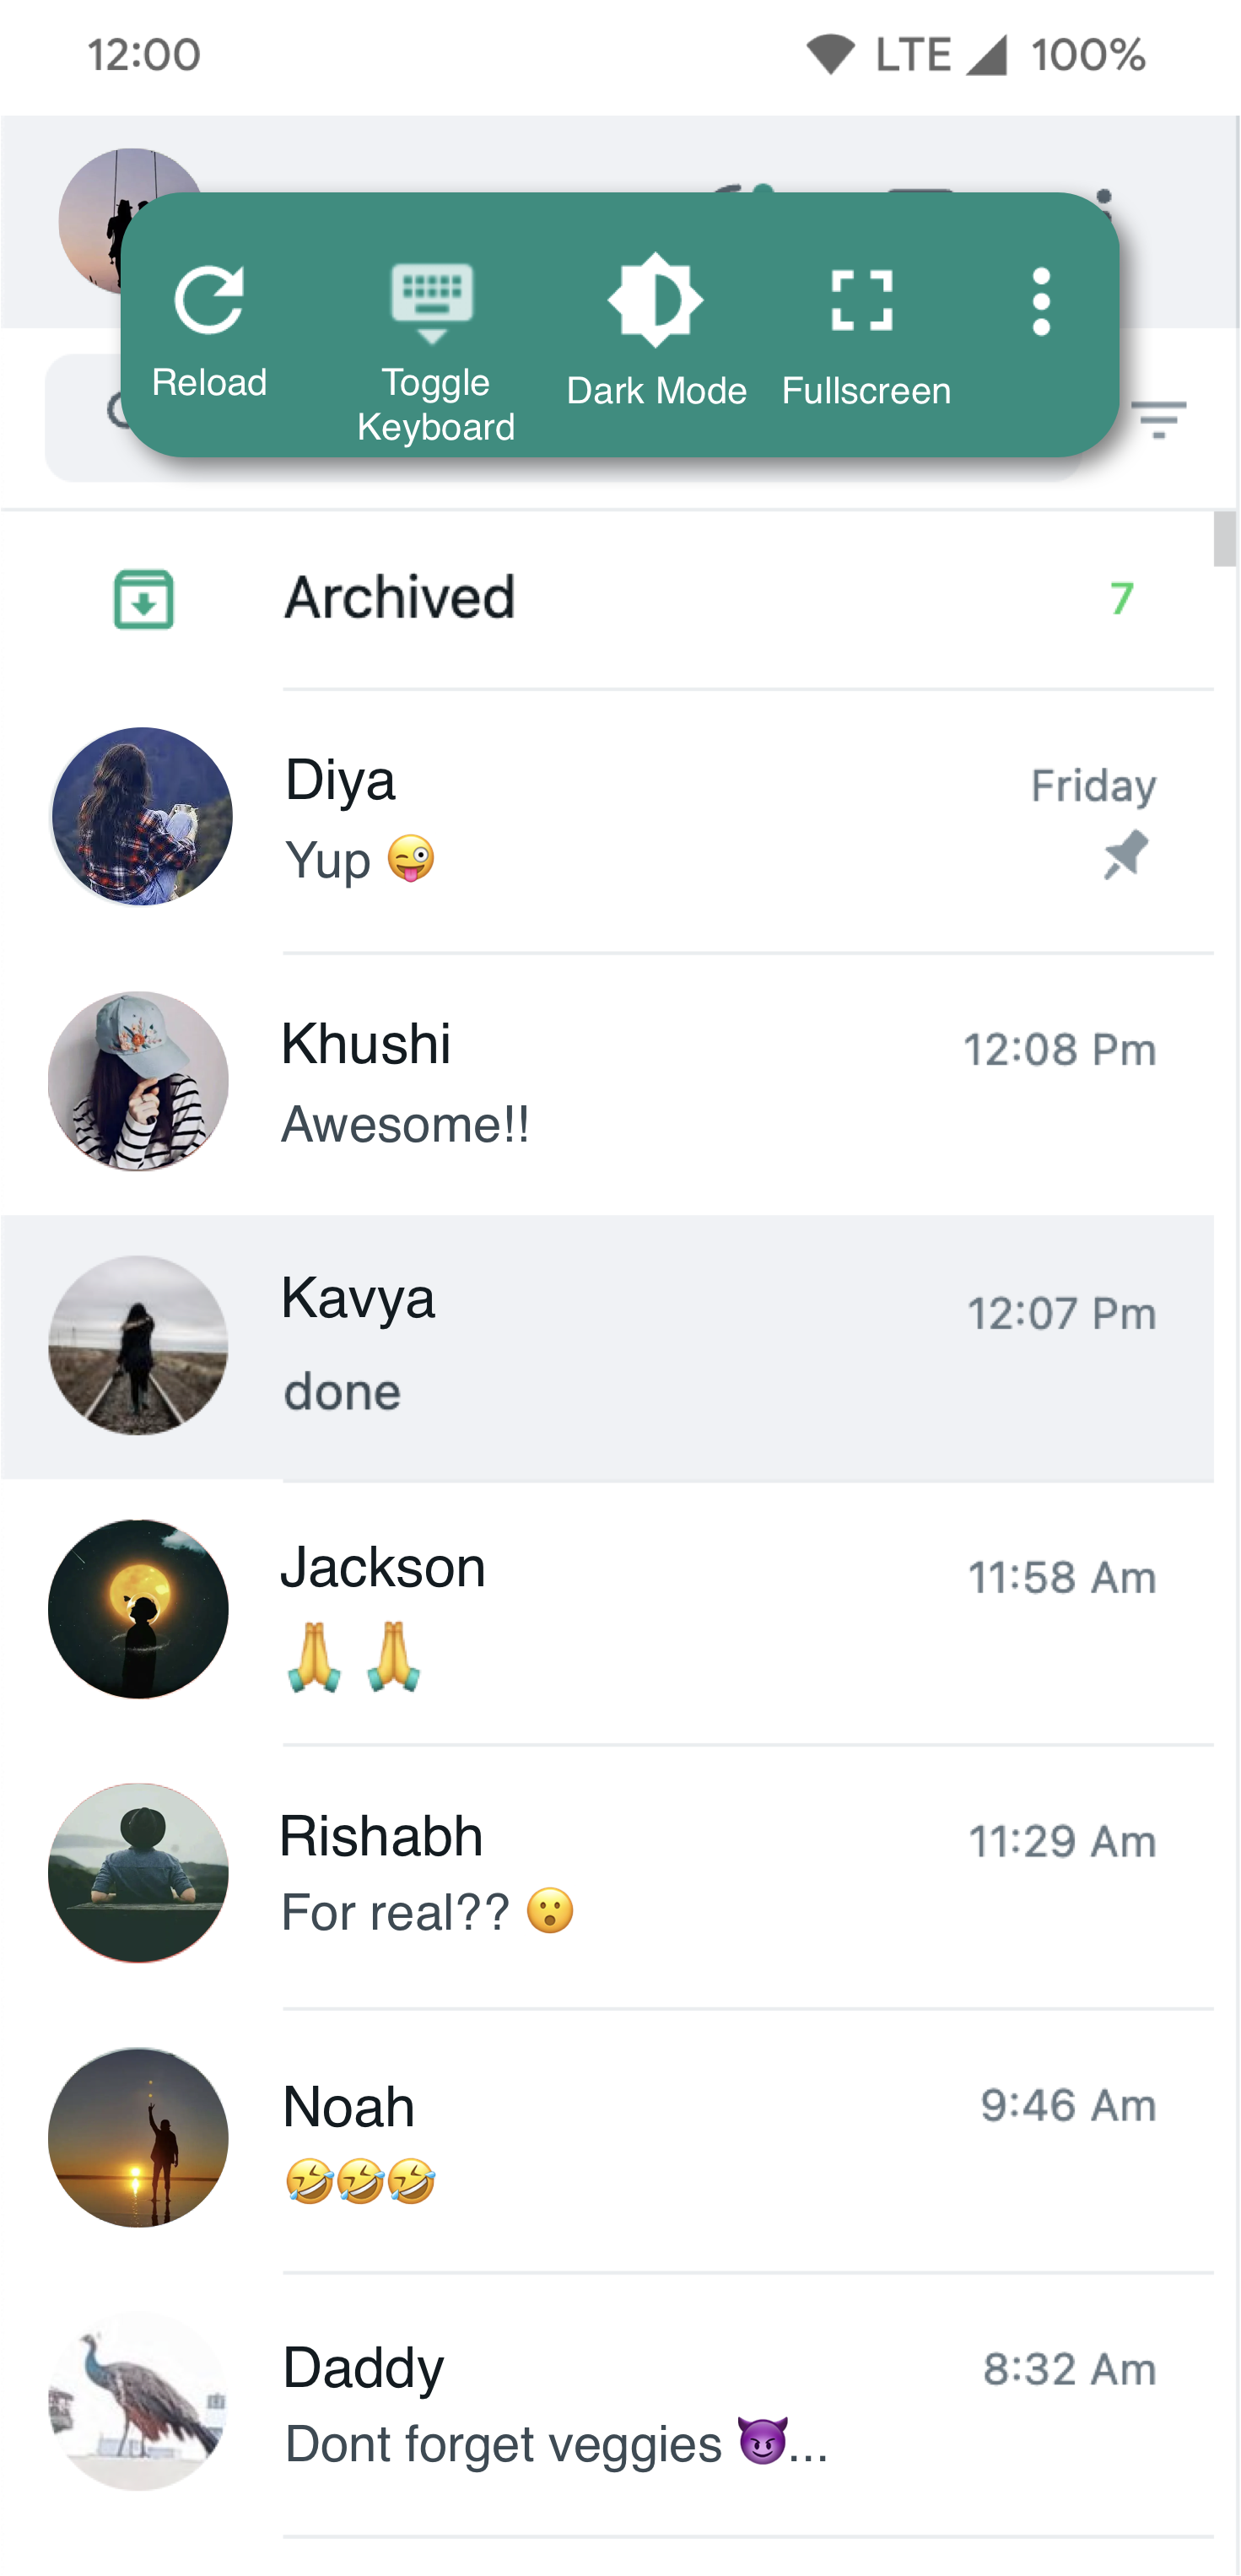 12:00 LTE 100%
Reload Toggle Keyboard Dark Mode Fullscreen
Archived 7
Diya Friday
Yup 😜
Khushi 12:08 Pm
Awesome!!
Kavya 12:07 Pm
done
Jackson 11:58 Am
🙏 🙏
Rishabh 11:29 Am
For real?? 😮
Noah 9:46 Am
🤣🤣🤣
Daddy 8:32 Am
Dont forget veggies 😈...